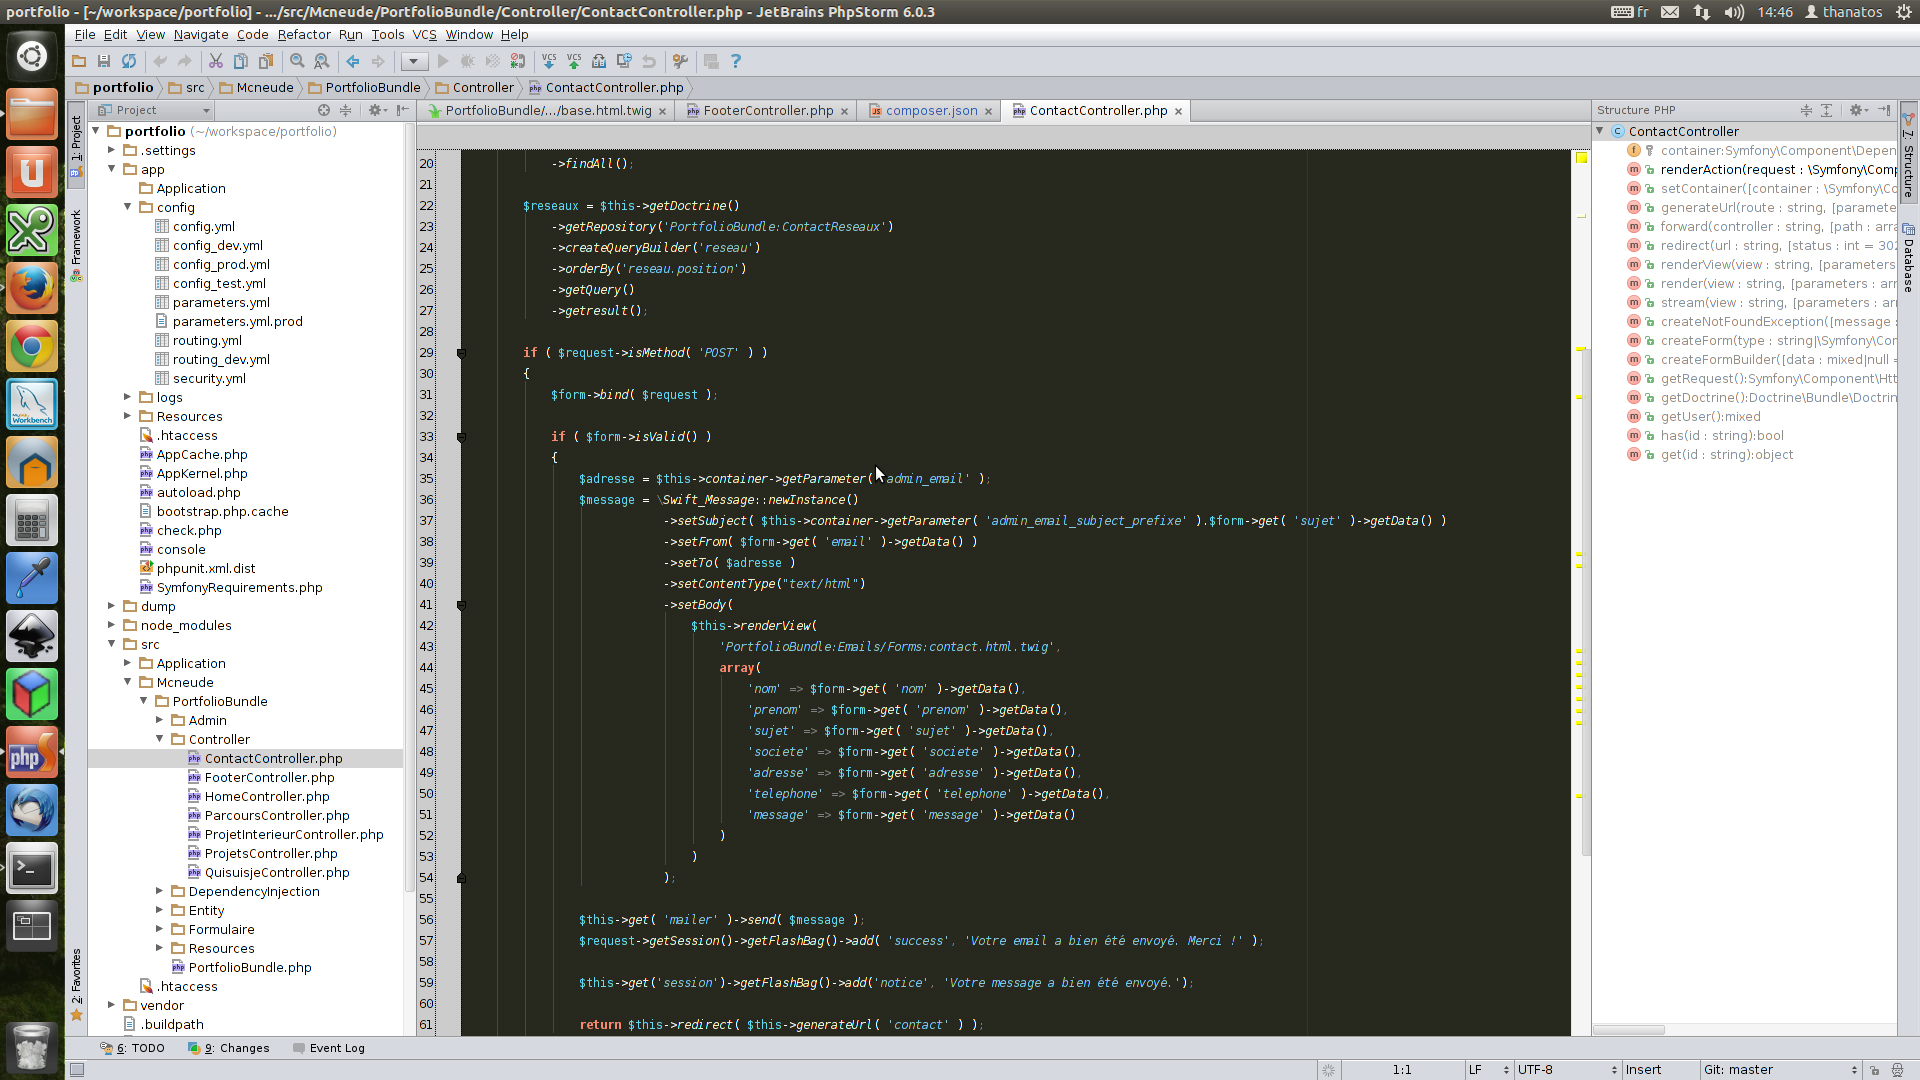 portfolio - [~/workspace/portfolio] - .../src/Mcneude/PortfolioBundle/Controller/ContactController.php - JetBrains PhpStorm 6.0.3
fr
14:46
thanatos
File Edit View Navigate Code Refactor Run Tools VCS Window Help
portfolio src Mcneude PortfolioBundle Controller ContactController.php
Project
PortfolioBundle/.../base.html.twig
FooterController.php
composer.json
ContactController.php
Structure PHP
1: Project
Framework
2: Favorites
portfolio (~/workspace/portfolio)
.settings
app
Application
config
config.yml
config_dev.yml
config_prod.yml
config_test.yml
parameters.yml
parameters.yml.prod
routing.yml
routing_dev.yml
security.yml
logs
Resources
.htaccess
AppCache.php
AppKernel.php
autoload.php
bootstrap.php.cache
check.php
console
phpunit.xml.dist
SymfonyRequirements.php
dump
node_modules
src
Application
Mcneude
PortfolioBundle
Admin
Controller
ContactController.php
FooterController.php
HomeController.php
ParcoursController.php
ProjetInterieurController.php
ProjetsController.php
QuisuisjeController.php
DependencyInjection
Entity
Formulaire
Resources
PortfolioBundle.php
.htaccess
vendor
.buildpath
20 ->findAll();
21
22 $reseaux = $this->getDoctrine()
23 ->getRepository('PortfolioBundle:ContactReseaux')
24 ->createQueryBuilder('reseau')
25 ->orderBy('reseau.position')
26 ->getQuery()
27 ->getresult();
28
29 if ( $request->isMethod( 'POST' ) )
30 {
31 $form->bind( $request );
32
33 if ( $form->isValid() )
34 {
35 $adresse = $this->container->getParameter( 'admin_email' );
36 $message = \Swift_Message::newInstance()
37 ->setSubject( $this->container->getParameter( 'admin_email_subject_prefixe' ).$form->get( 'sujet' )->getData() )
38 ->setFrom( $form->get( 'email' )->getData() )
39 ->setTo( $adresse )
40 ->setContentType("text/html")
41 ->setBody(
42 $this->renderView(
43 'PortfolioBundle:Emails/Forms:contact.html.twig',
44 array(
45 'nom' => $form->get( 'nom' )->getData(),
46 'prenom' => $form->get( 'prenom' )->getData(),
47 'sujet' => $form->get( 'sujet' )->getData(),
48 'societe' => $form->get( 'societe' )->getData(),
49 'adresse' => $form->get( 'adresse' )->getData(),
50 'telephone' => $form->get( 'telephone' )->getData(),
51 'message' => $form->get( 'message' )->getData()
52 )
53 )
54 );
55
56 $this->get( 'mailer' )->send( $message );
57 $request->getSession()->getFlashBag()->add( 'success', 'Votre email a bien été envoyé. Merci !' );
58
59 $this->get('session')->getFlashBag()->add('notice', 'Votre message a bien été envoyé.');
60
61 return $this->redirect( $this->generateUrl( 'contact' ) );
ContactController
container:Symfony\Component\Depen
renderAction(request : \Symfony\Comp
setContainer([container : \Symfony\Co
generateUrl(route : string, [paramete
forward(controller : string, [path : arra
redirect(url : string, [status : int = 302
renderView(view : string, [parameters
render(view : string, [parameters : arr
stream(view : string, [parameters : arr
createNotFoundException([message :
createForm(type : string|\Symfony\Cor
createFormBuilder([data : mixed|null =
getRequest():Symfony\Component\Htt
getDoctrine():Doctrine\Bundle\Doctrin
getUser():mixed
has(id : string):bool
get(id : string):object
7: Structure
Database
6: TODO 9: Changes Event Log
1:1 LF UTF-8 Insert Git: master